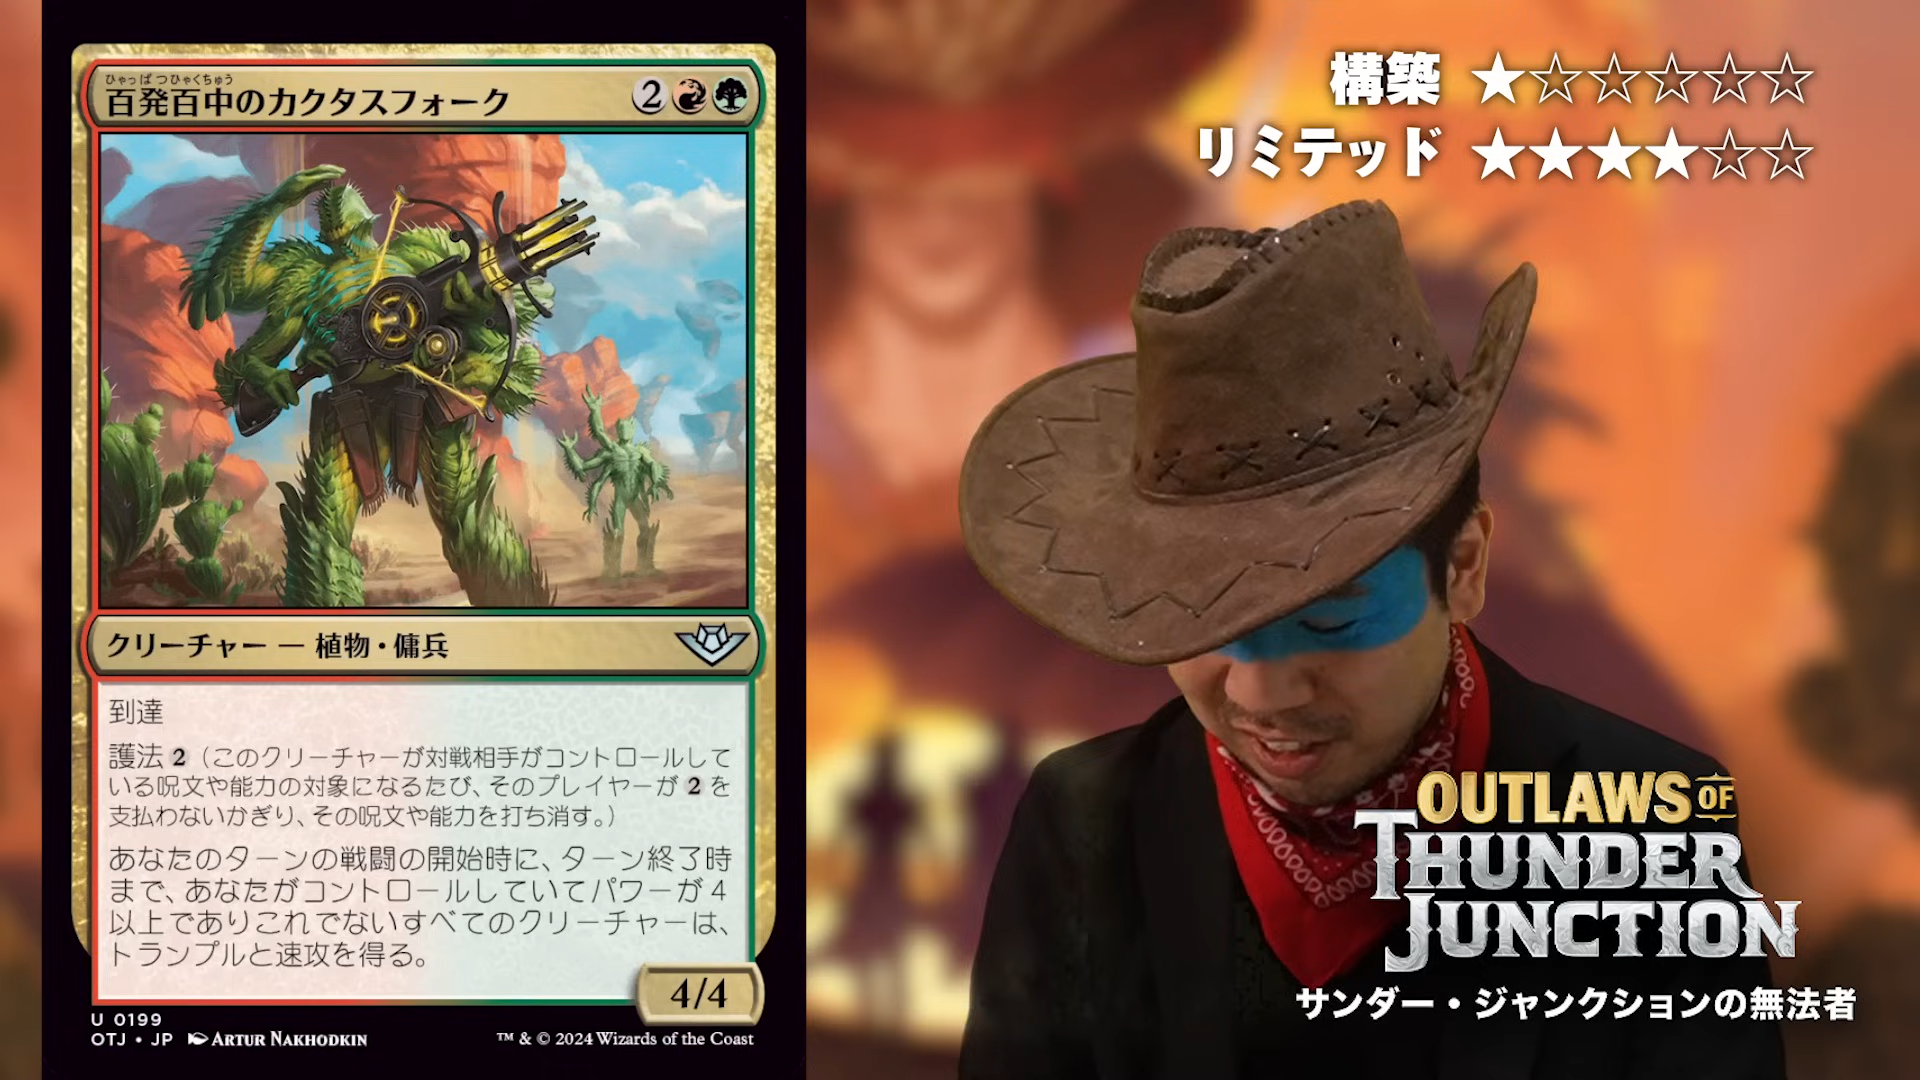 ひゃっぱつひゃくちゅう
百発百中のカクタスフォーク 2
クリーチャー — 植物・傭兵
到達
護法 2（このクリーチャーが対戦相手がコントロールして
いる呪文や能力の対象になるたび、そのプレイヤーが 2 を
支払わないかぎり、その呪文や能力を打ち消す。）
あなたのターンの戦闘の開始時に、ターン終了時
まで、あなたがコントロールしていてパワーが４
以上でありこれでないすべてのクリーチャーは、
トランプルと速攻を得る。
4/4
U 0199
OTJ • JP ARTUR NAKHODKIN
™ & © 2024 Wizards of the Coast
構築 ★☆☆☆☆☆
リミテッド ★★★★☆☆
OUTLAWS OF
THUNDER
JUNCTION
サンダー・ジャンクションの無法者